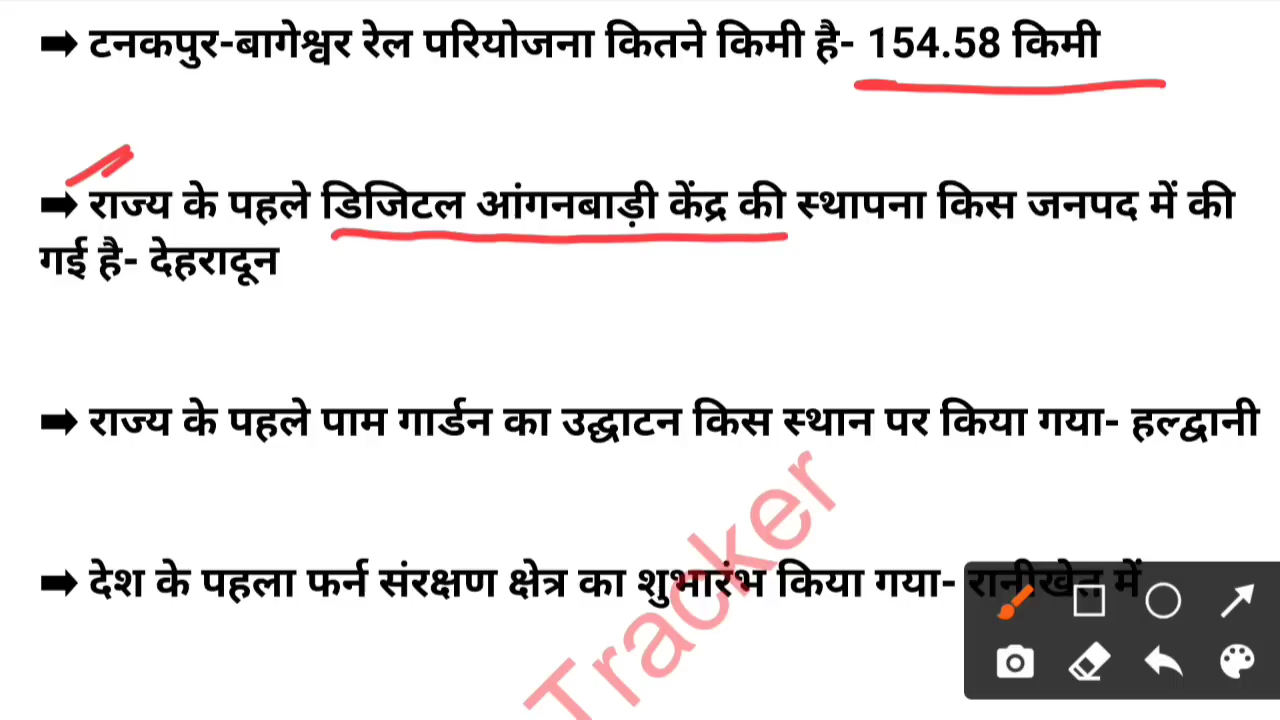 ➡ टनकपुर-बागेश्वर रेल परियोजना कितने किमी है- 154.58 किमी
➡ राज्य के पहले डिजिटल आंगनबाड़ी केंद्र की स्थापना किस जनपद में की
गई है- देहरादून
➡ राज्य के पहले पाम गार्डन का उद्घाटन किस स्थान पर किया गया- हल्द्वानी
➡ देश के पहला फर्न संरक्षण क्षेत्र का शुभारंभ किया गया- रानीखेत में
Tracker